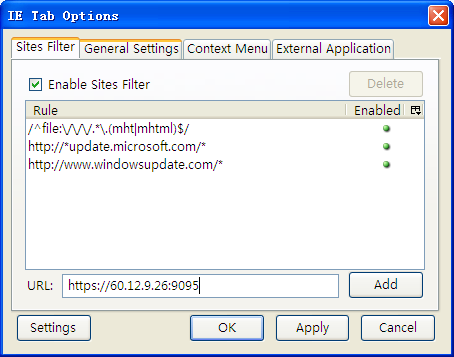 IE Tab Options
Sites Filter General Settings Context Menu External Application
Enable Sites Filter Delete
Rule Enabled
/^file:\/\/\/.*\.(mht|mhtml)$/
http://*update.microsoft.com/*
http://www.windowsupdate.com/*
URL: https://60.12.9.26:9095 Add
Settings OK Apply Cancel